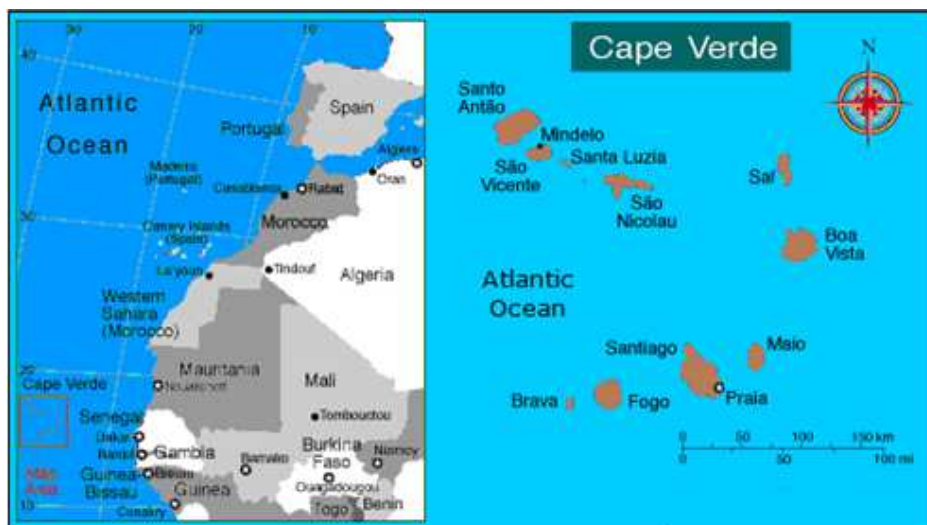 30
20
10
40
Atlantic
Ocean
Spain
Portugal
Algiers
Madeira
(Portugal)
Casablanca
Rabat
Oran
30
Morocco
Canary Islands
(Spain)
La'youn
Tindouf
Algeria
Western
Sahara
(Morocco)
20
Mauritania
Nouakchott
Mali
Cape Verde
Senegal
Tombouctou
Dakar
Gambia
Banjul
Burkina
Faso
Niamey
Bamako
Guinea
Bissau
Bissau
Guinea
Ouagadougou
Main
Area
10
Conakry
Togo
Benin
Cape Verde
N
Santo
Antão
Mindelo
Santa Luzia
São
Vicente
São
Nicolau
Sal
Boa
Vista
Atlantic
Ocean
Santiago
Maio
Brava
Fogo
Praia
0 50 100 150 km
0 50 100 mi